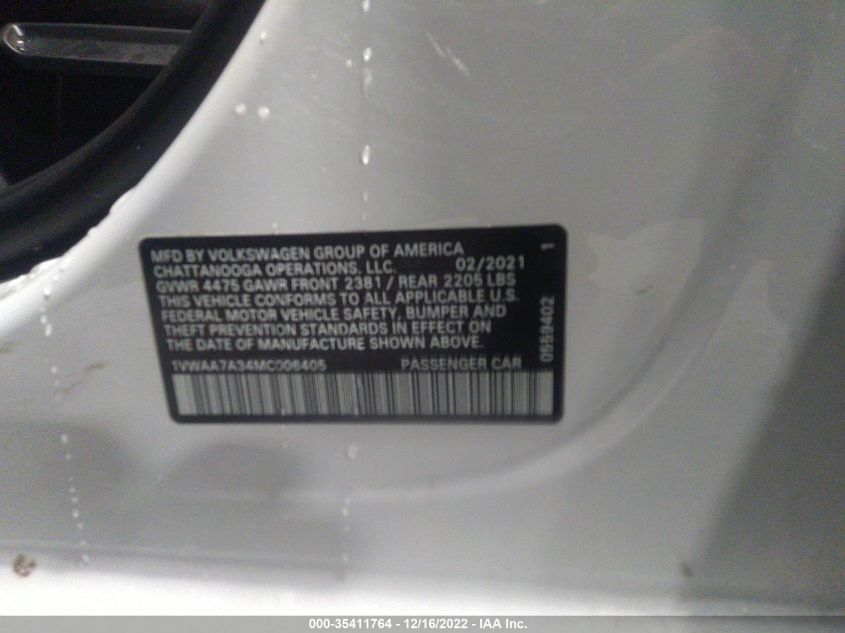 MFD BY VOLKSWAGEN GROUP OF AMERICA
CHATTANOOGA OPERATIONS, LLC. 02/2021 1
GVWR 4475 GAWR FRONT 2381 / REAR 2205 LBS
THIS VEHICLE CONFORMS TO ALL APPLICABLE U.S.
FEDERAL MOTOR VEHICLE SAFETY, BUMPER AND
THEFT PREVENTION STANDARDS IN EFFECT ON
THE DATE OF MANUFACTURE SHOWN ABOVE.
1VWAA7A34MC006405 PASSENGER CAR
0559402
000-35411764 - 12/16/2022 - IAA Inc.